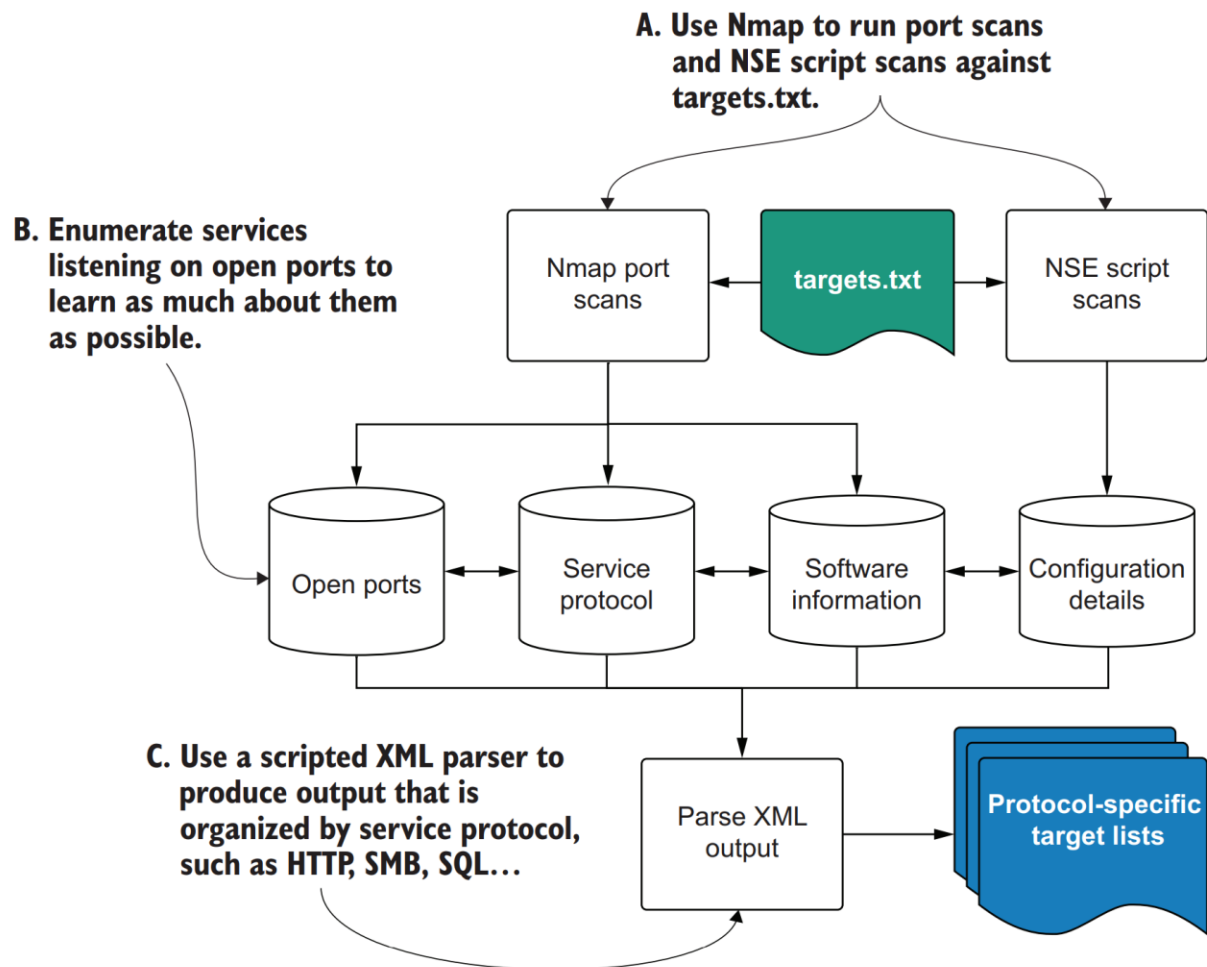 A. Use Nmap to run port scans
and NSE script scans against
targets.txt.
B. Enumerate services
listening on open ports to
learn as much about them
as possible.
Nmap port
scans
targets.txt
NSE script
scans
Open ports
Service
protocol
Software
information
Configuration
details
C. Use a scripted XML parser to
produce output that is
organized by service protocol,
such as HTTP, SMB, SQL…
Parse XML
output
Protocol-specific
target lists